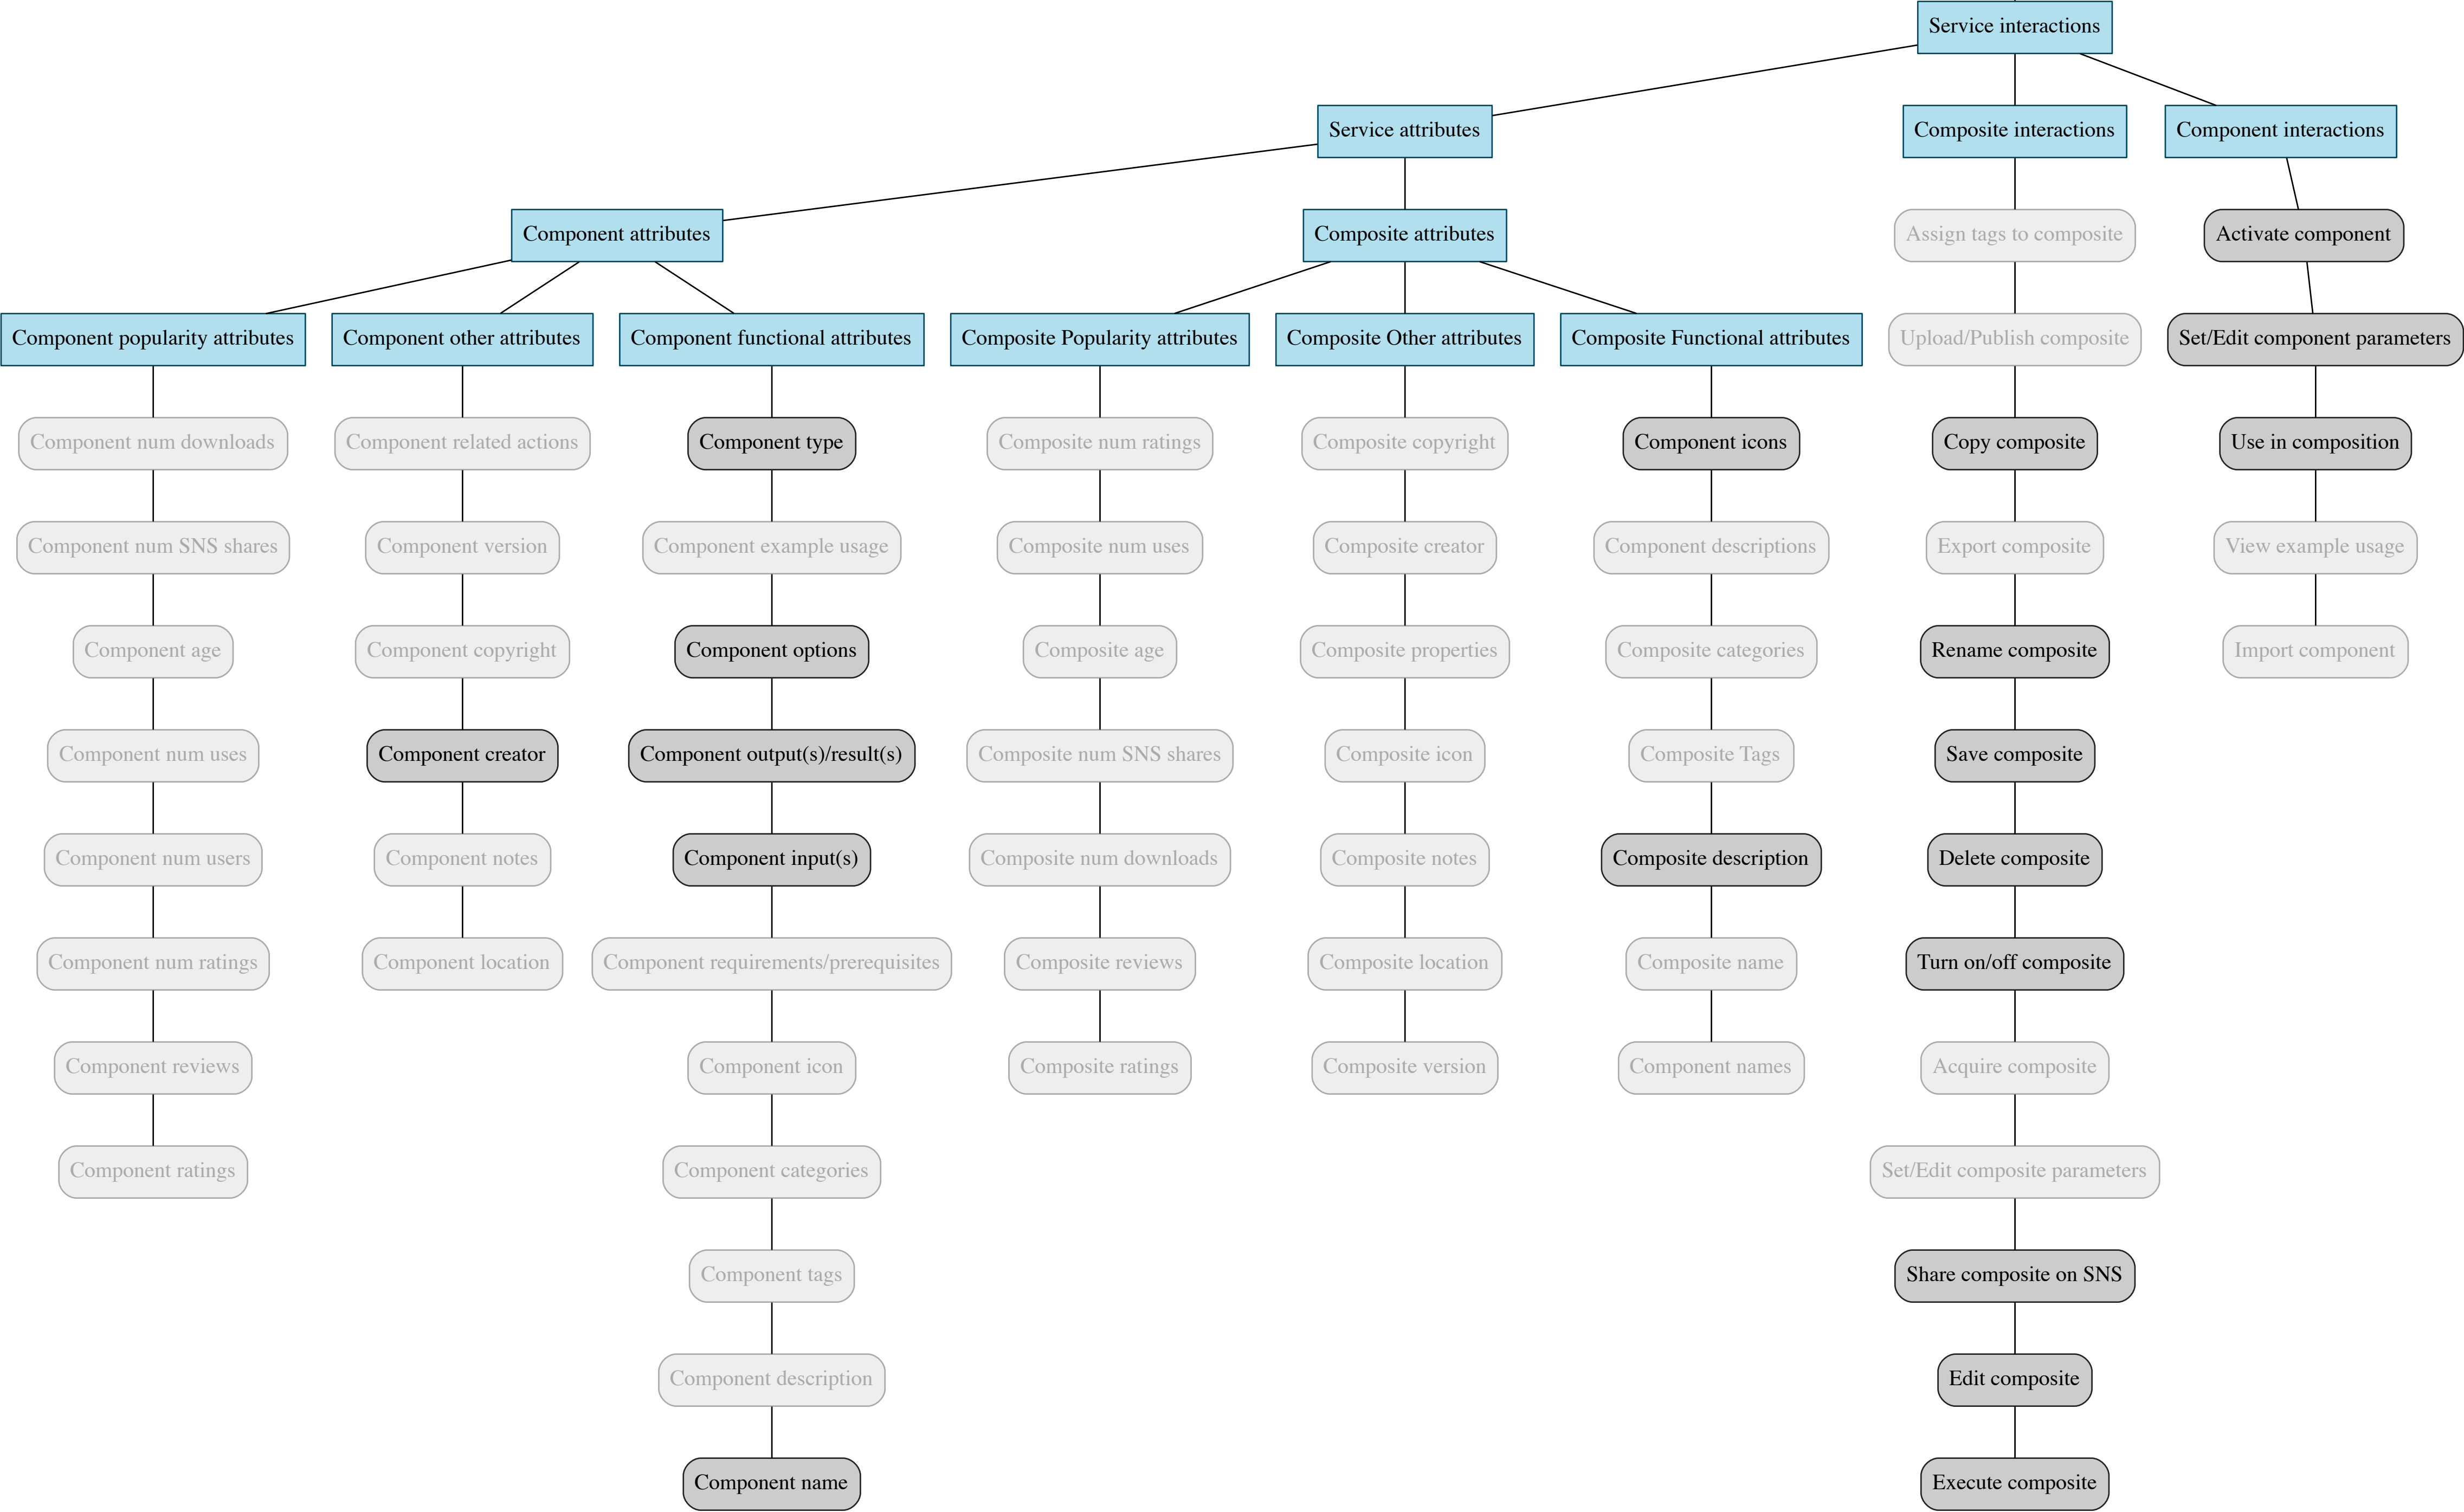 Service interactions
Service attributes
Composite interactions
Component interactions
Component attributes
Composite attributes
Assign tags to composite
Activate component
Component popularity attributes
Component other attributes
Component functional attributes
Composite Popularity attributes
Composite Other attributes
Composite Functional attributes
Upload/Publish composite
Set/Edit component parameters
Component num downloads
Component related actions
Component type
Composite num ratings
Composite copyright
Component icons
Copy composite
Use in composition
Component num SNS shares
Component version
Component example usage
Composite num uses
Composite creator
Component descriptions
Export composite
View example usage
Component age
Component copyright
Component options
Composite age
Composite properties
Composite categories
Rename composite
Import component
Component num uses
Component creator
Component output(s)/result(s)
Composite num SNS shares
Composite icon
Composite Tags
Save composite
Component num users
Component notes
Component input(s)
Composite num downloads
Composite notes
Composite description
Delete composite
Component num ratings
Component location
Component requirements/prerequisites
Composite reviews
Composite location
Composite name
Turn on/off composite
Component reviews
Component icon
Composite ratings
Composite version
Component names
Acquire composite
Component ratings
Component categories
Set/Edit composite parameters
Component tags
Share composite on SNS
Component description
Edit composite
Component name
Execute composite